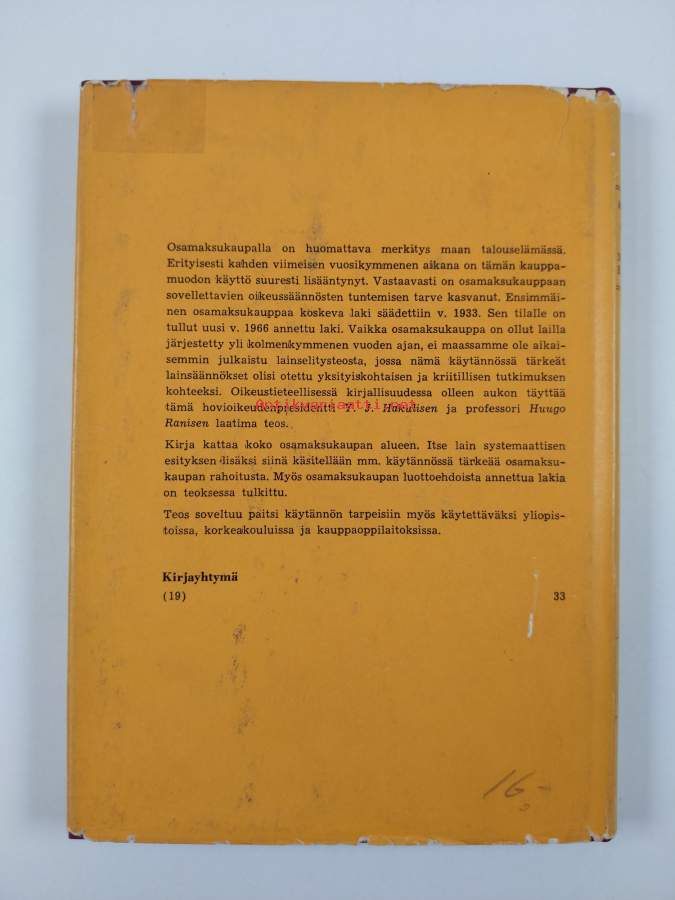 Osamaksukaupalla on huomattava merkitys maan talouselämässä.
Erityisesti kahden viimeisen vuosikymmenen aikana on tämän kauppa-
muodon käyttö suuresti lisääntynyt. Vastaavasti on osamaksukauppaan
sovellettavien oikeussäännösten tuntemisen tarve kasvanut. Ensimmäi-
nen osamaksukauppaa koskeva laki säädettiin v. 1933. Sen tilalle on
tullut uusi v. 1966 annettu laki. Vaikka osamaksukauppa on ollut lailla
järjestetty yli kolmenkymmenen vuoden ajan, ei maassamme ole aikai-
semmin julkaistu lainselitysteosta, jossa nämä käytännössä tärkeät
lainsäännökset olisi otettu yksityiskohtaisen ja kriitillisen tutkimuksen
kohteeksi. Oikeustieteellisessä kirjallisuudessa olleen aukon täyttää
tämä hovioikeudenpresidentti Y. J. Hakulisen ja professori Huugo
Ranisen laatima teos.
Antikvariaatti.net
Kirja kattaa koko osamaksukaupan alueen. Itse lain systemaattisen
esityksen lisäksi siinä käsitellään mm. käytännössä tärkeää osamaksu-
kaupan rahoitusta. Myös osamaksukaupan luottoehdoista annettua lakia
on teoksessa tulkittu.
Teos soveltuu paitsi käytännön tarpeisiin myös käytettäväksi yliopis-
toissa, korkeakouluissa ja kauppaoppilaitoksissa.
Kirjayhtymä
(19) 33
16:-